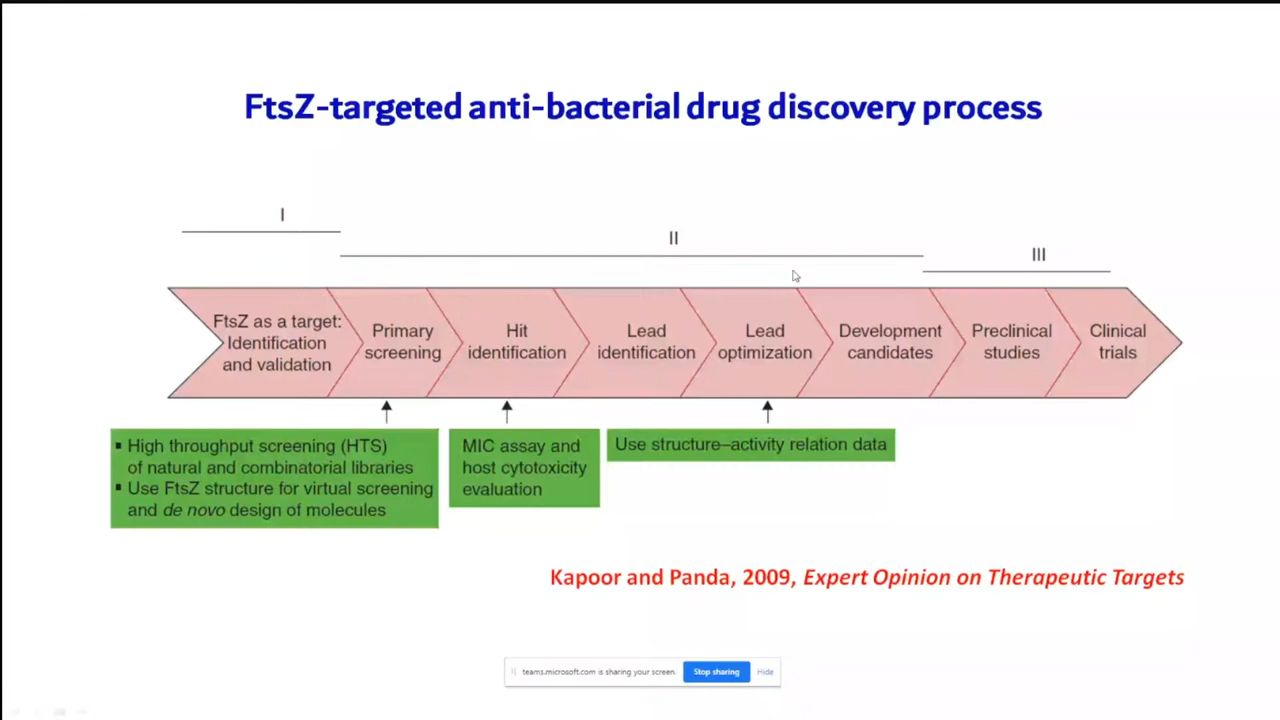 FtsZ-targeted anti-bacterial drug discovery process
I
II
III
FtsZ as a target:
Identification
and validation
Primary
screening
Hit
identification
Lead
identification
Lead
optimization
Development
candidates
Preclinical
studies
Clinical
trials
▪ High throughput screening (HTS)
of natural and combinatorial libraries
▪ Use FtsZ structure for virtual screening
and de novo design of molecules
MIC assay and
host cytotoxicity
evaluation
Use structure–activity relation data
Kapoor and Panda, 2009, Expert Opinion on Therapeutic Targets
teams.microsoft.com is sharing your screen. Stop sharing Hide